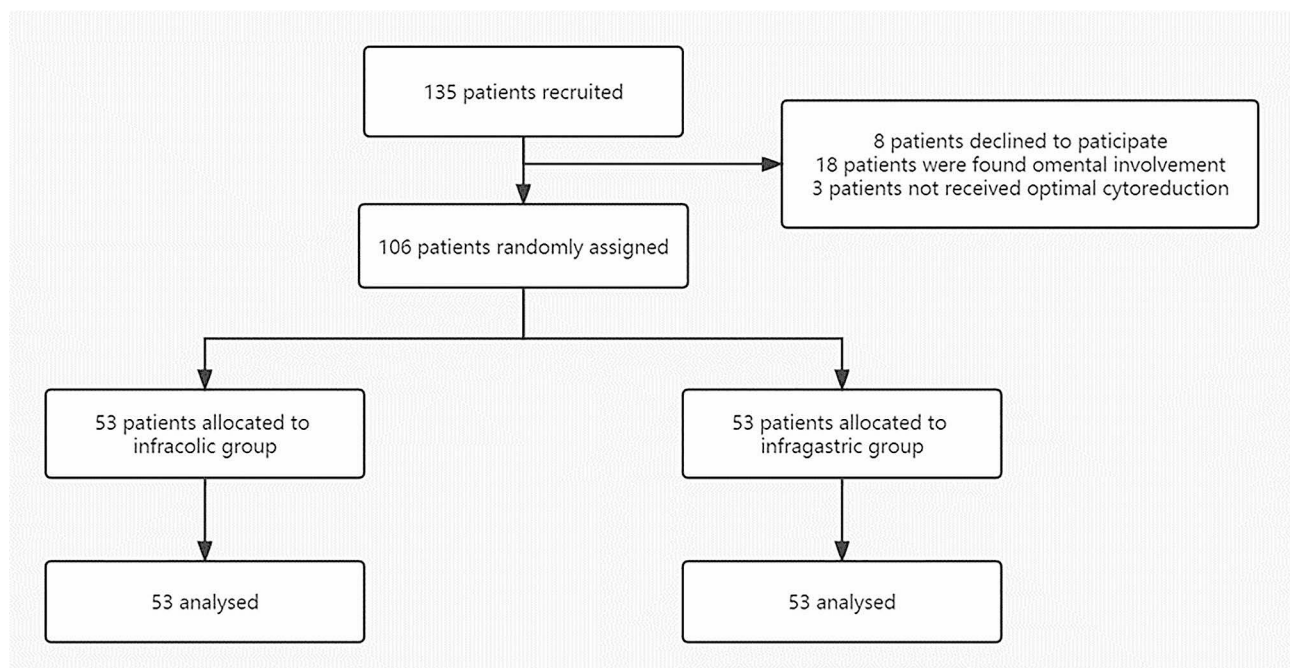 135 patients recruited
8 patients declined to paticipate
18 patients were found omental involvement
3 patients not received optimal cytoreduction
106 patients randomly assigned
53 patients allocated to
infracolic group
53 patients allocated to
infragastric group
53 analysed
53 analysed